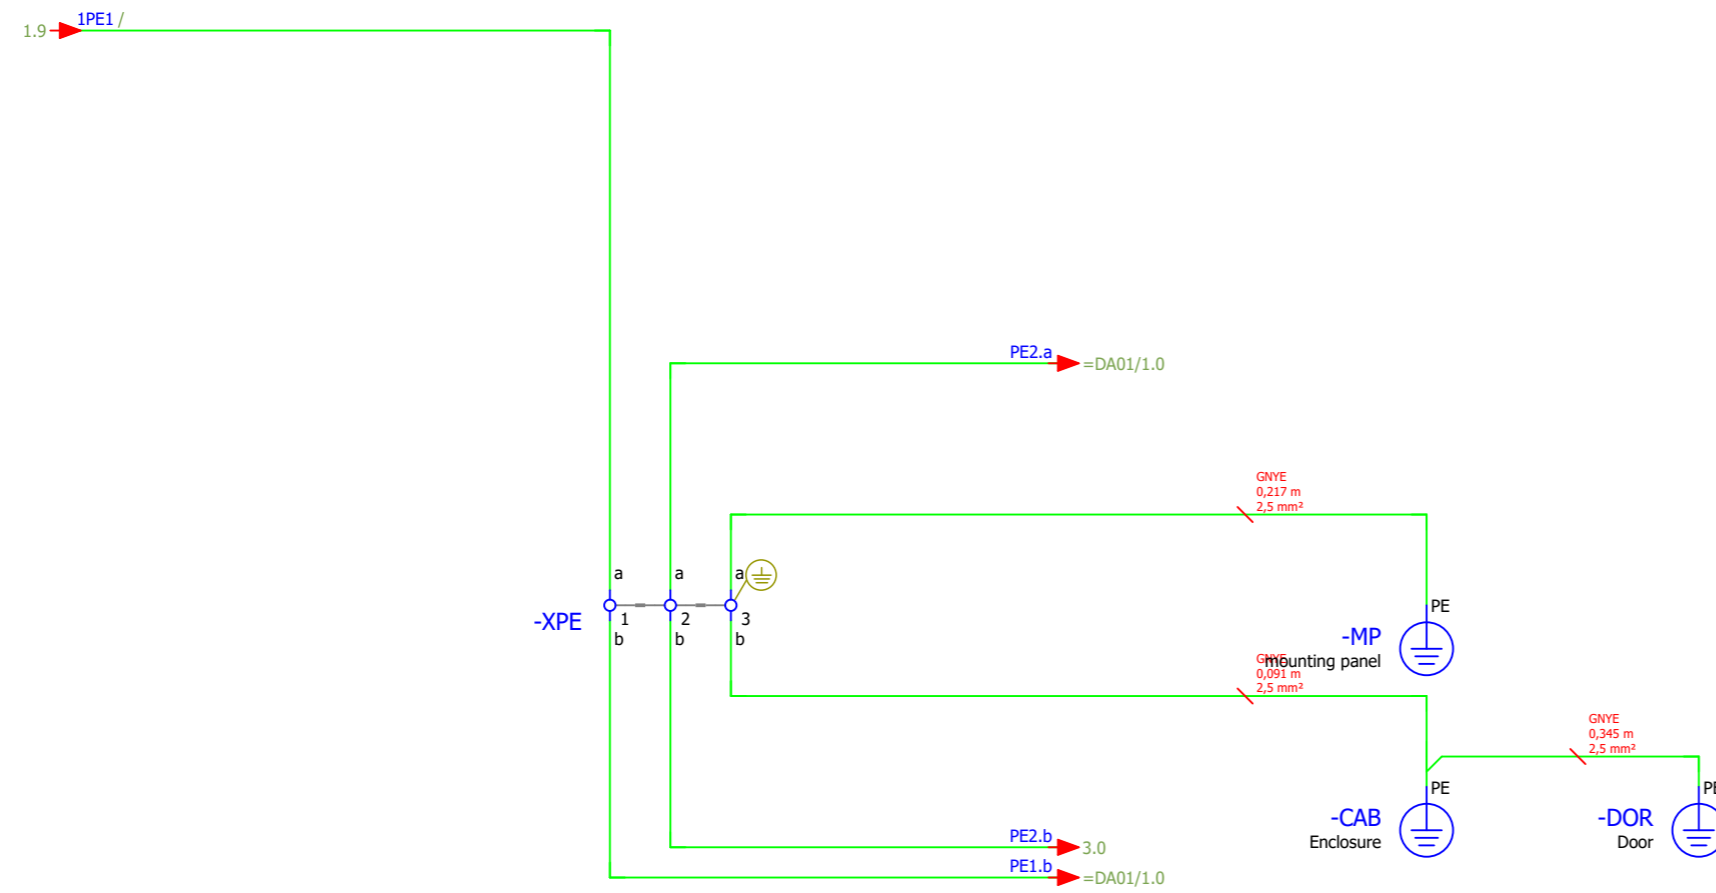 1PE1 /
1.9
PE2.a
=DA01/1.0
GNYE
0,217 m
2,5 mm²
a
a
a
-XPE
1
2
3
b
b
b
PE
-MP
mounting panel
GNYE
0,091 m
2,5 mm²
GNYE
0,345 m
2,5 mm²
PE
PE
-CAB
Enclosure
-DOR
Door
PE2.b
3.0
PE1.b
=DA01/1.0